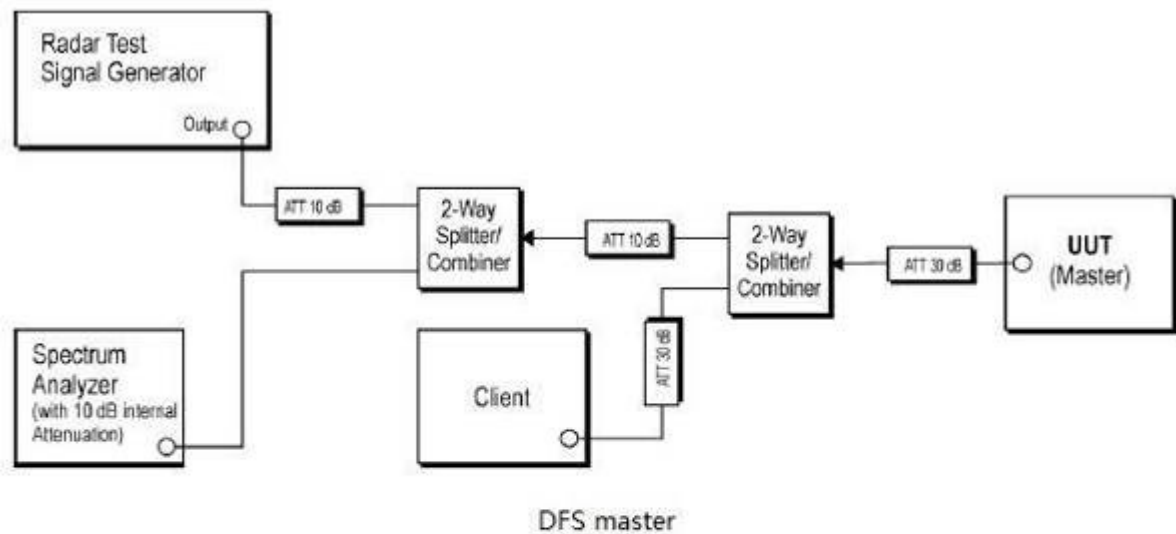 Radar Test
Signal Generator
Output
ATT 10 dB
2-Way
Splitter/
Combiner
ATT 10 dB
2-Way
Splitter/
Combiner
ATT 30 dB
UUT
(Master)
Spectrum
Analyzer
(with 10 dB internal
Attenuation)
Client
ATT 30 dB
DFS master